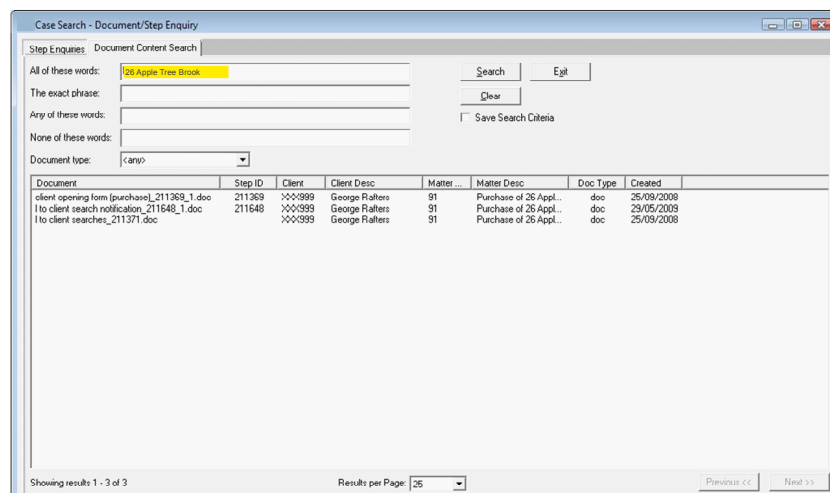 Case Search - Document/Step Enquiry
Step Enquiries Document Content Search
All of these words: 26 Apple Tree Brook Search Exit
The exact phrase: Clear
Any of these words: Save Search Criteria
None of these words:
Document type: <any>
Document Step ID Client Client Desc Matter ... Matter Desc Doc Type Created
client opening form (purchase)_211369_1.doc 211369 XXX999 George Rafters 91 Purchase of 26 Appl... doc 25/09/2008
l to client search notification_211648_1.doc 211648 XXX999 George Rafters 91 Purchase of 26 Appl... doc 29/05/2009
l to client searches_211371.doc XXX999 George Rafters 91 Purchase of 26 Appl... doc 25/09/2008
Showing results 1 - 3 of 3 Results per Page: 25 Previous << Next >>